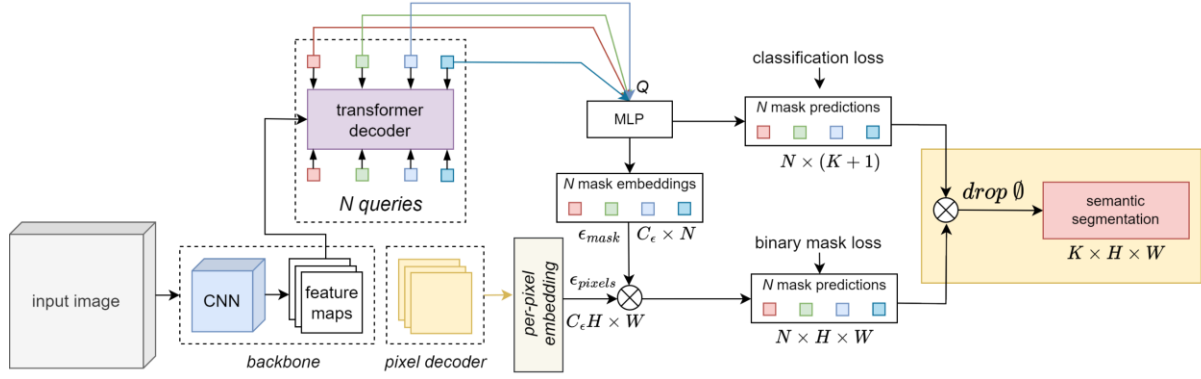 classification loss
Q
transformer
decoder
MLP
N mask predictions
N × (K + 1)
N queries
N mask embeddings
ϵ_mask
C_ϵ × N
drop ∅
semantic
segmentation
K × H × W
binary mask loss
input image
CNN
feature
maps
backbone
pixel decoder
per-pixel
embedding
ϵ_pixels
C_ϵH × W
N mask predictions
N × H × W